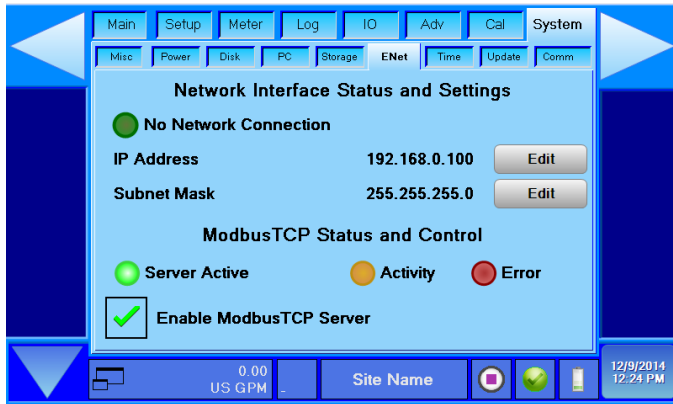 Main Setup Meter Log IO Adv Cal System
Misc Power Disk PC Storage ENet Time Update Comm
Network Interface Status and Settings
No Network Connection
IP Address 192.168.0.100 Edit
Subnet Mask 255.255.255.0 Edit
ModbusTCP Status and Control
Server Active Activity Error
Enable ModbusTCP Server
0.00
US GPM - Site Name
12/9/2014
12:24 PM